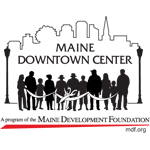 MAINE
DOWNTOWN CENTER
A program of the MAINE DEVELOPMENT FOUNDATION
mdf.org